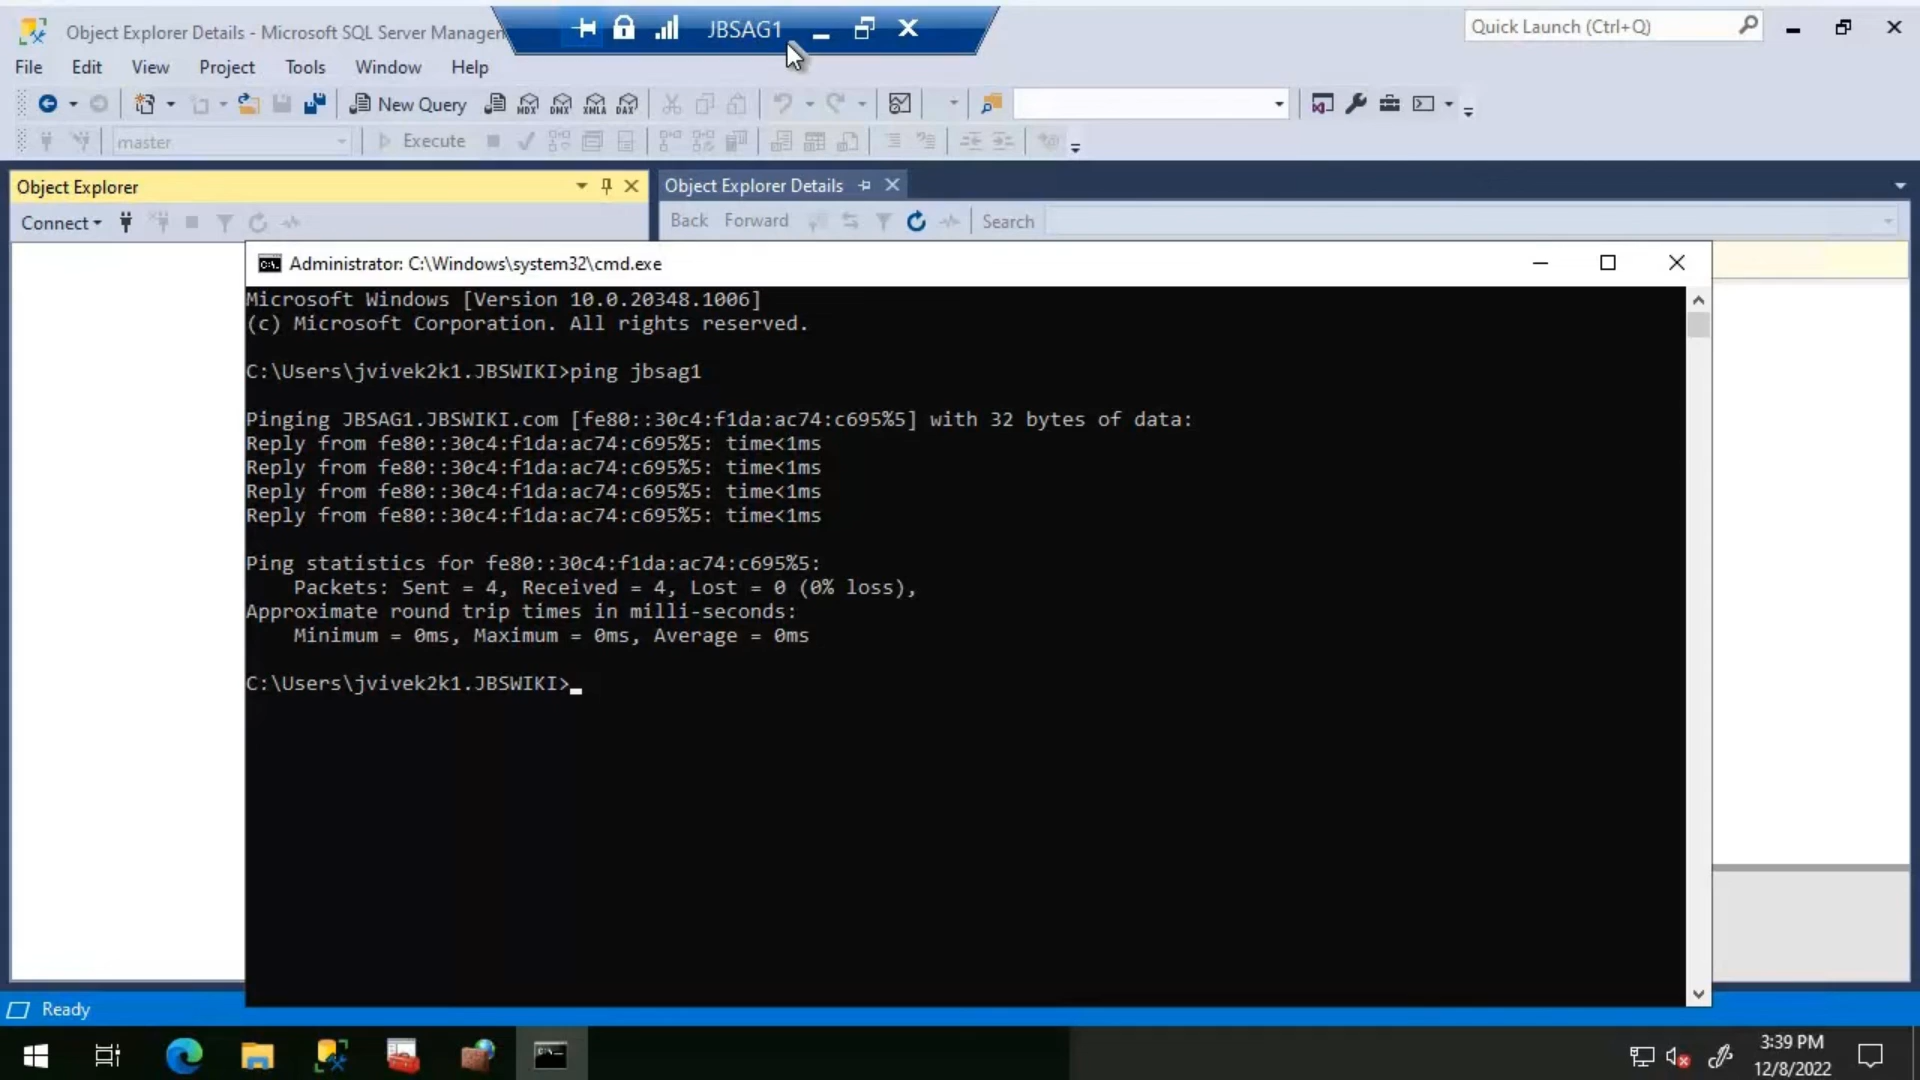 Object Explorer Details - Microsoft SQL Server Manager
JBSAG1
Quick Launch (Ctrl+Q)
File Edit View Project Tools Window Help
New Query MDX DMX XMLA DAX
master Execute
Object Explorer
Object Explorer Details
Connect
Back Forward Search
Administrator: C:\Windows\system32\cmd.exe
Microsoft Windows [Version 10.0.20348.1006]
(c) Microsoft Corporation. All rights reserved.
C:\Users\jvivek2k1.JBSWIKI>ping jbsag1
Pinging JBSAG1.JBSWIKI.com [fe80::30c4:f1da:ac74:c695%5] with 32 bytes of data:
Reply from fe80::30c4:f1da:ac74:c695%5: time<1ms
Reply from fe80::30c4:f1da:ac74:c695%5: time<1ms
Reply from fe80::30c4:f1da:ac74:c695%5: time<1ms
Reply from fe80::30c4:f1da:ac74:c695%5: time<1ms
Ping statistics for fe80::30c4:f1da:ac74:c695%5:
Packets: Sent = 4, Received = 4, Lost = 0 (0% loss),
Approximate round trip times in milli-seconds:
Minimum = 0ms, Maximum = 0ms, Average = 0ms
C:\Users\jvivek2k1.JBSWIKI>
Ready
3:39 PM
12/8/2022